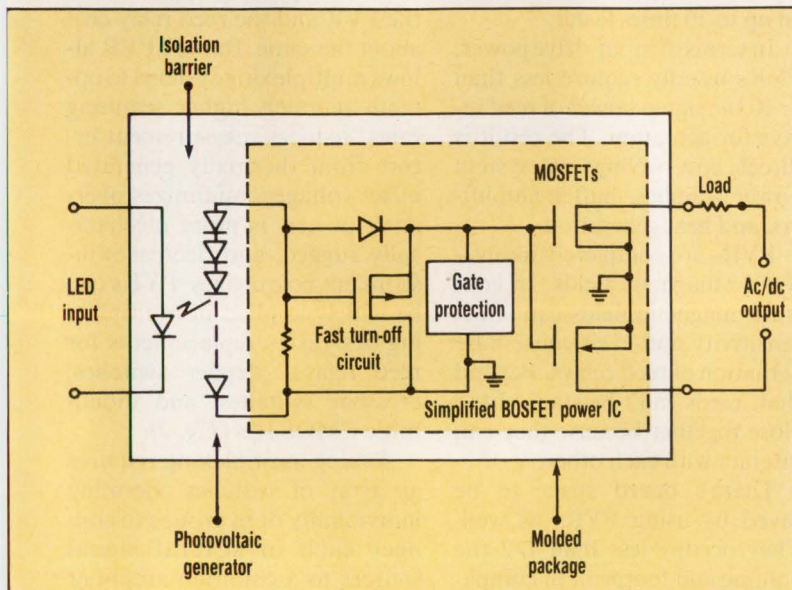 Isolation
barrier
MOSFETs
Load
LED
input
Gate
protection
Fast turn-off
circuit
Ac/dc
output
Simplified BOSFET power IC
Photovoltaic
generator
Molded
package